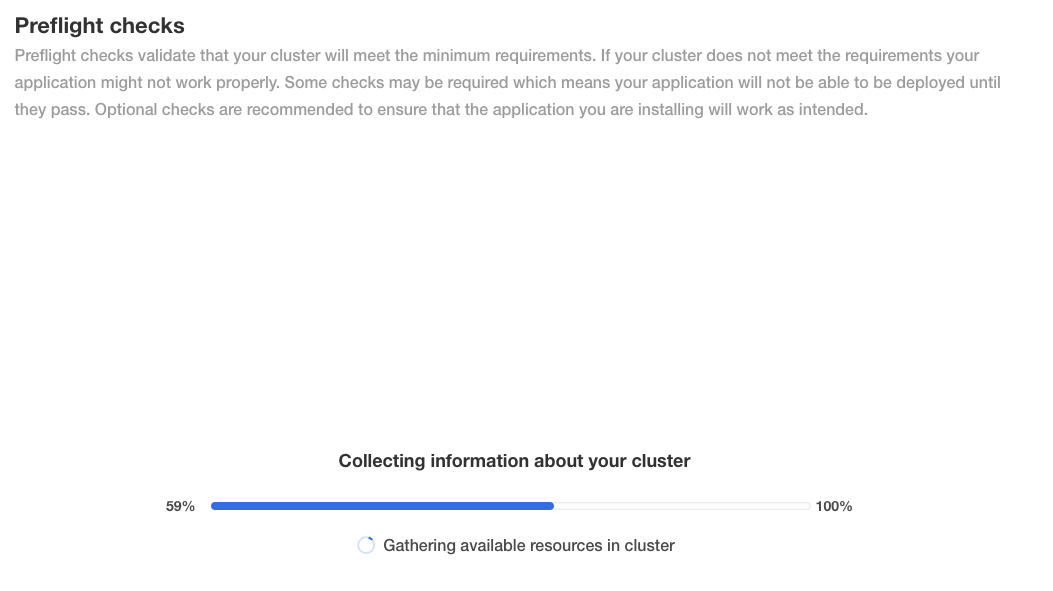 Preflight checks
Preflight checks validate that your cluster will meet the minimum requirements. If your cluster does not meet the requirements your
application might not work properly. Some checks may be required which means your application will not be able to be deployed until
they pass. Optional checks are recommended to ensure that the application you are installing will work as intended.
Collecting information about your cluster
59% 100%
Gathering available resources in cluster